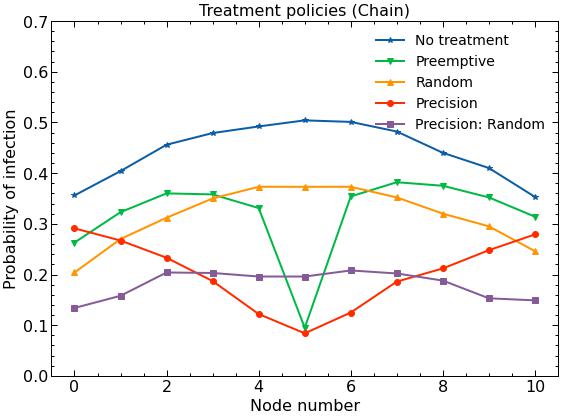 Treatment policies (Chain)
Probability of infection
0.7
0.6
0.5
0.4
0.3
0.2
0.1
0.0
No treatment
Preemptive
Random
Precision
Precision: Random
0 2 4 6 8 10
Node number